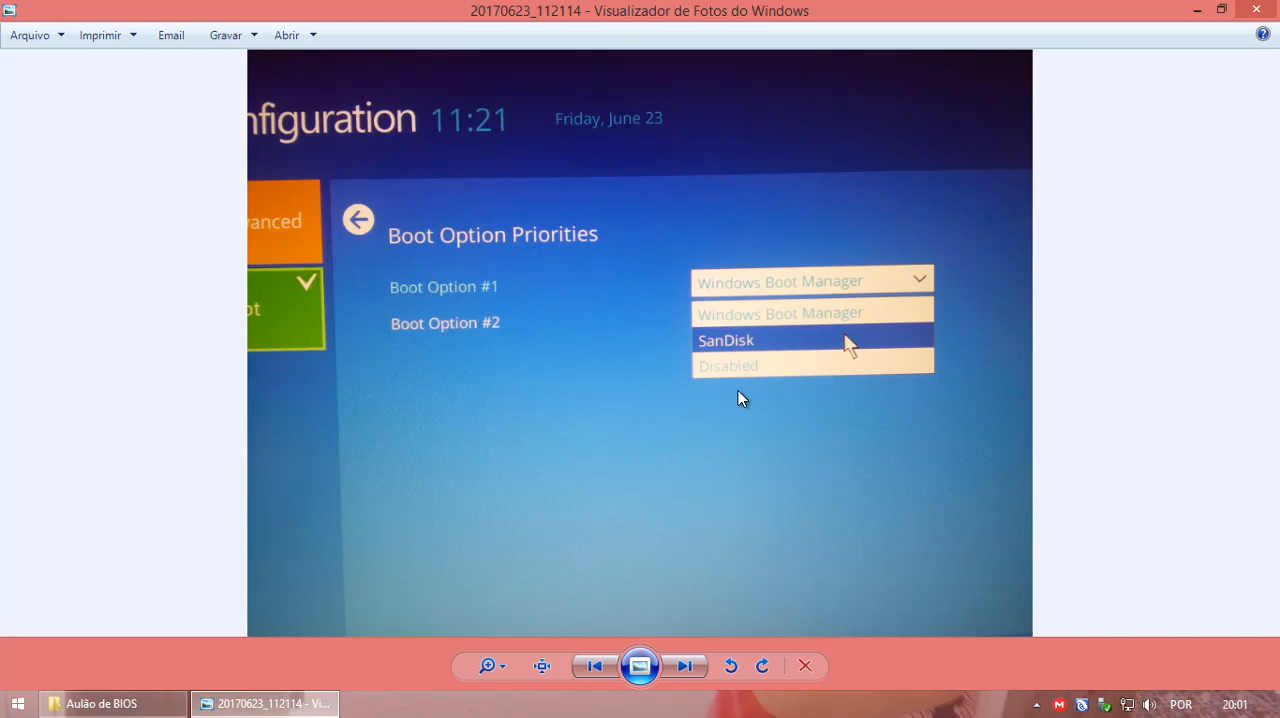 20170623_112114 - Visualizador de Fotos do Windows
Arquivo Imprimir Email Gravar Abrir
nfiguration 11:21 Friday, June 23
vanced
Boot Option Priorities
Boot Option #1 Windows Boot Manager
ot
Windows Boot Manager
Boot Option #2
SanDisk
Disabled
Aulão de BIOS 20170623_112114 - Vi... POR 20:01